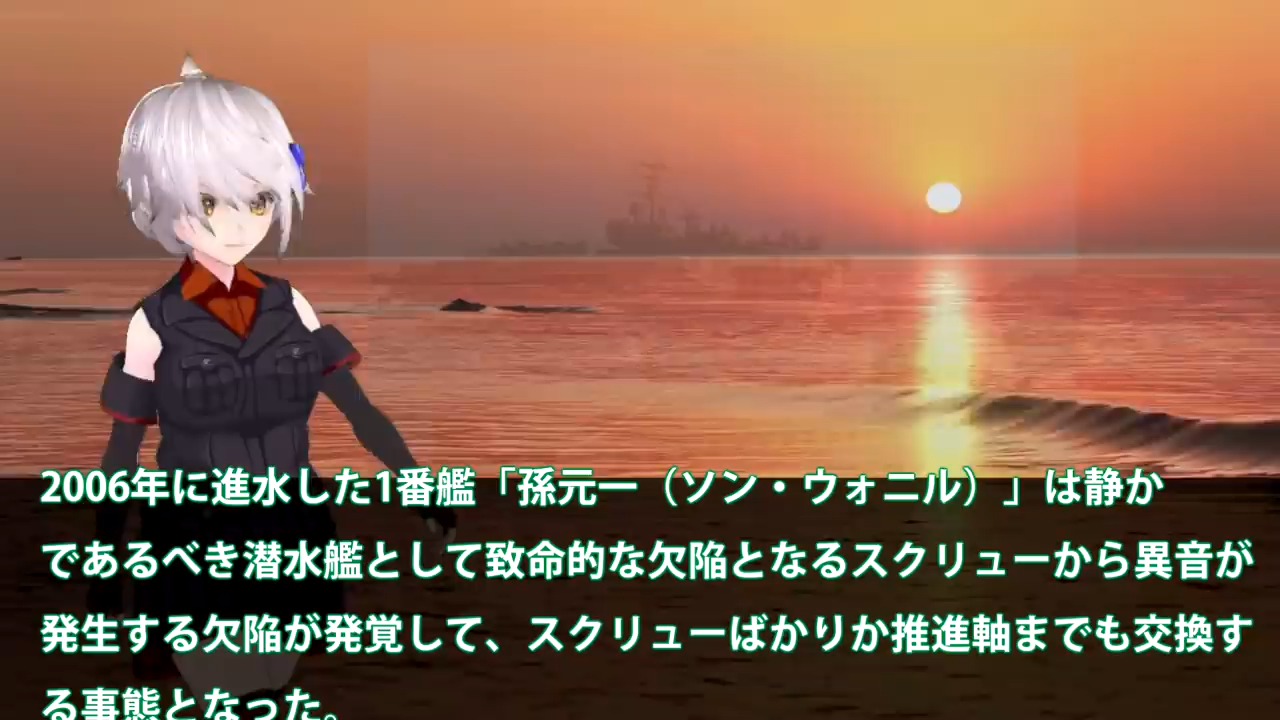 2006年に進水した1番艦「孫元一（ソン・ウォニル）」は静か
であるべき潜水艦として致命的な欠陥となるスクリューから異音が
発生する欠陥が発覚して、スクリューばかりか推進軸までも交換す
る事態となった。